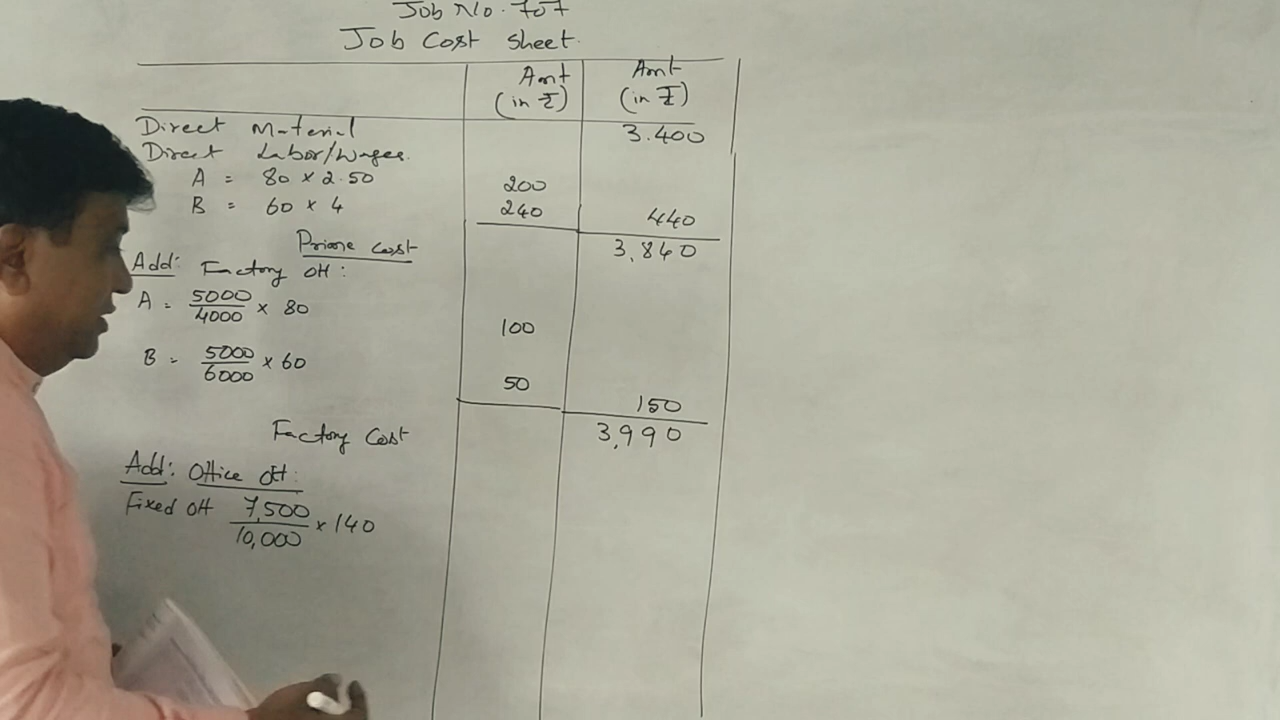 Job No. 707
Job Cost Sheet.
Amt (in ₹) Amt (in ₹)
Direct Material 3.400
Direct Labor/Wages.
A = 80 × 2.50 200
B = 60 × 4 240 440
Prime Cost 3,840
Add: Factory OH:
A = 5000/4000 × 80 100
B = 5000/6000 × 60 50
150
Factory Cost 3,990
Add: Office OH:
Fixed OH 7,500/10,000 × 140